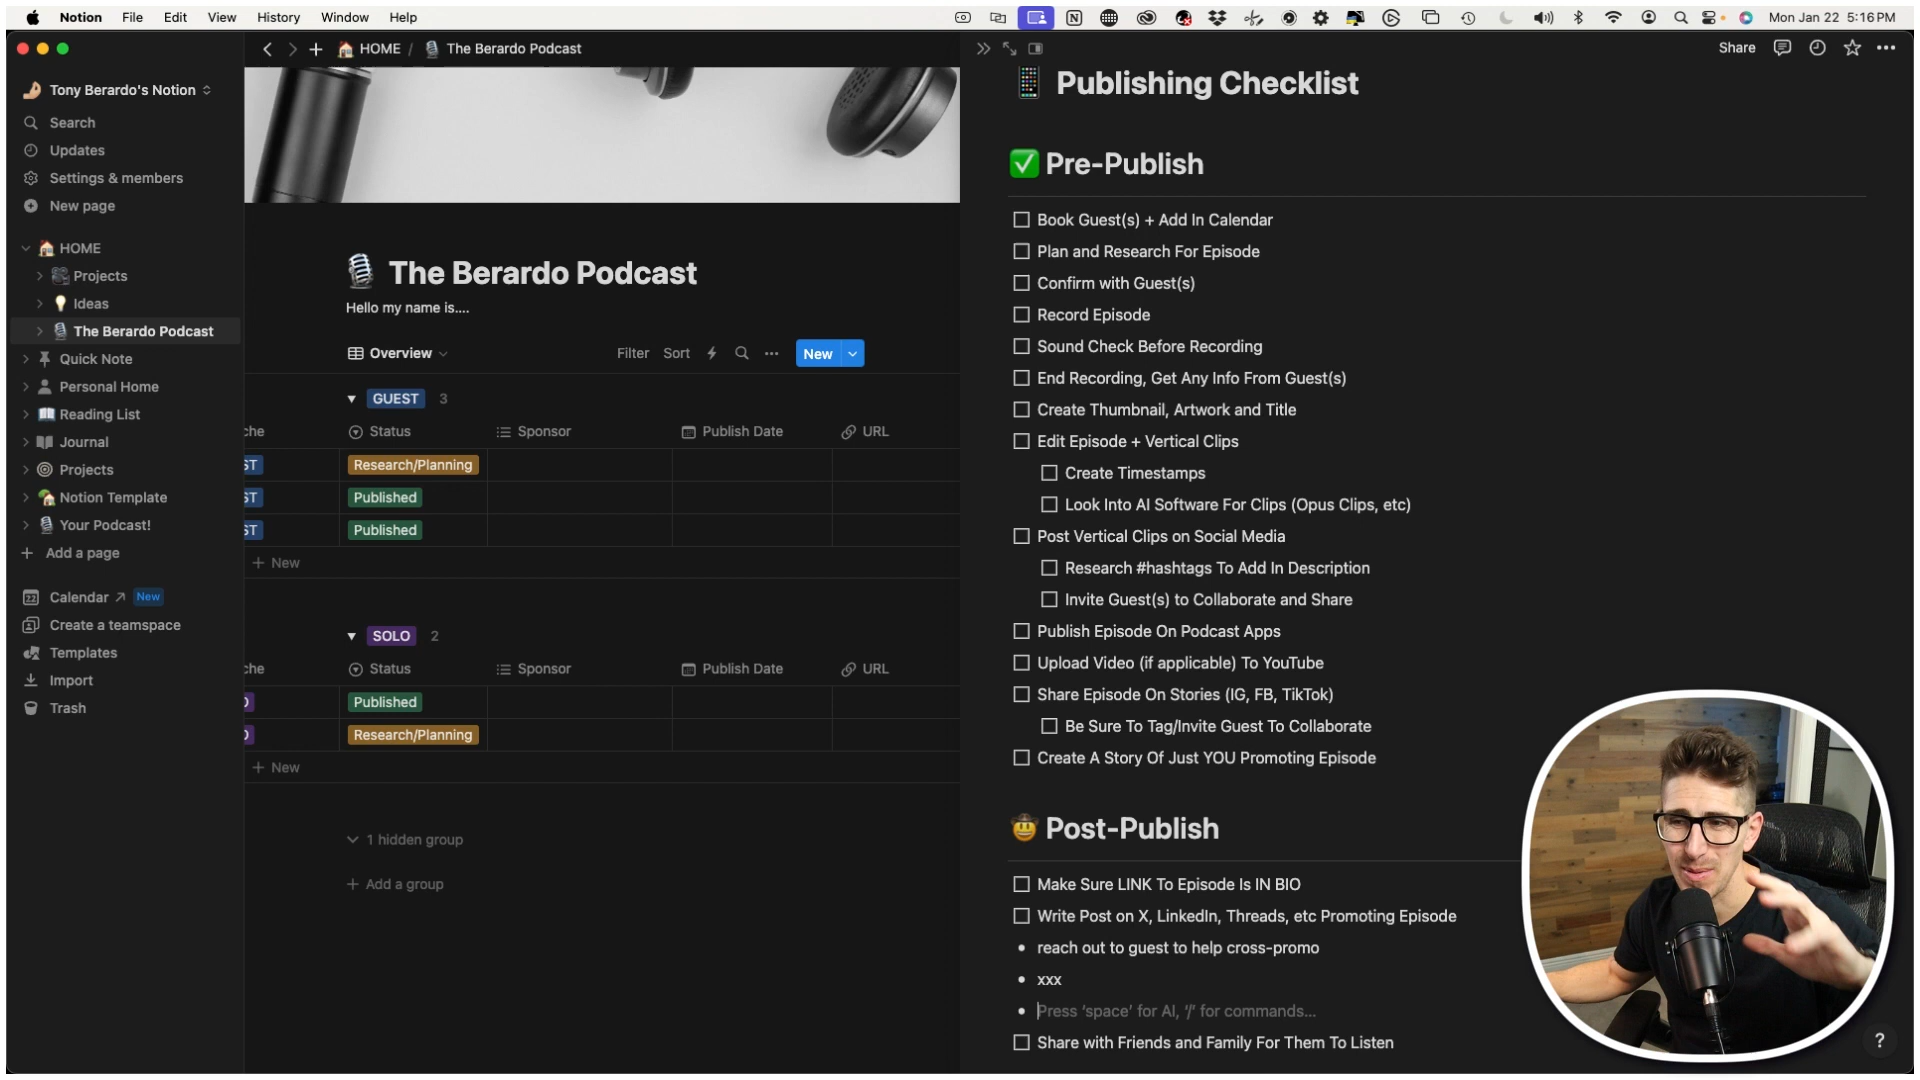 Notion File Edit View History Window Help
Mon Jan 22 5:16 PM
HOME / The Berardo Podcast
Share
Tony Berardo's Notion
Search
Updates
Settings & members
New page
HOME
Projects
Ideas
The Berardo Podcast
Quick Note
Personal Home
Reading List
Journal
Projects
Notion Template
Your Podcast!
Add a page
Calendar New
Create a teamspace
Templates
Import
Trash
The Berardo Podcast
Hello my name is....
Overview Filter Sort New
GUEST 3
che Status Sponsor Publish Date URL
ST Research/Planning
ST Published
ST Published
+ New
SOLO 2
che Status Sponsor Publish Date URL
Published
Research/Planning
+ New
1 hidden group
+ Add a group
Publishing Checklist
Pre-Publish
Book Guest(s) + Add In Calendar
Plan and Research For Episode
Confirm with Guest(s)
Record Episode
Sound Check Before Recording
End Recording, Get Any Info From Guest(s)
Create Thumbnail, Artwork and Title
Edit Episode + Vertical Clips
Create Timestamps
Look Into AI Software For Clips (Opus Clips, etc)
Post Vertical Clips on Social Media
Research #hashtags To Add In Description
Invite Guest(s) to Collaborate and Share
Publish Episode On Podcast Apps
Upload Video (if applicable) To YouTube
Share Episode On Stories (IG, FB, TikTok)
Be Sure To Tag/Invite Guest To Collaborate
Create A Story Of Just YOU Promoting Episode
Post-Publish
Make Sure LINK To Episode Is IN BIO
Write Post on X, LinkedIn, Threads, etc Promoting Episode
• reach out to guest to help cross-promo
• xxx
• Press ‘space’ for AI, ‘/’ for commands...
Share with Friends and Family For Them To Listen
?